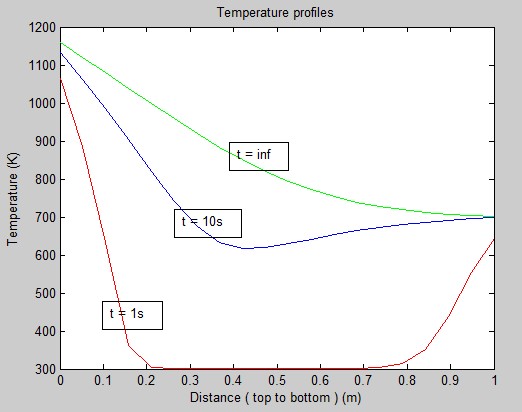 Temperature profiles
1200
1100
1000
900
800
700
600
500
400
300
Temperature (K)
t = inf
t = 10s
t = 1s
0 0.1 0.2 0.3 0.4 0.5 0.6 0.7 0.8 0.9 1
Distance ( top to bottom ) (m)